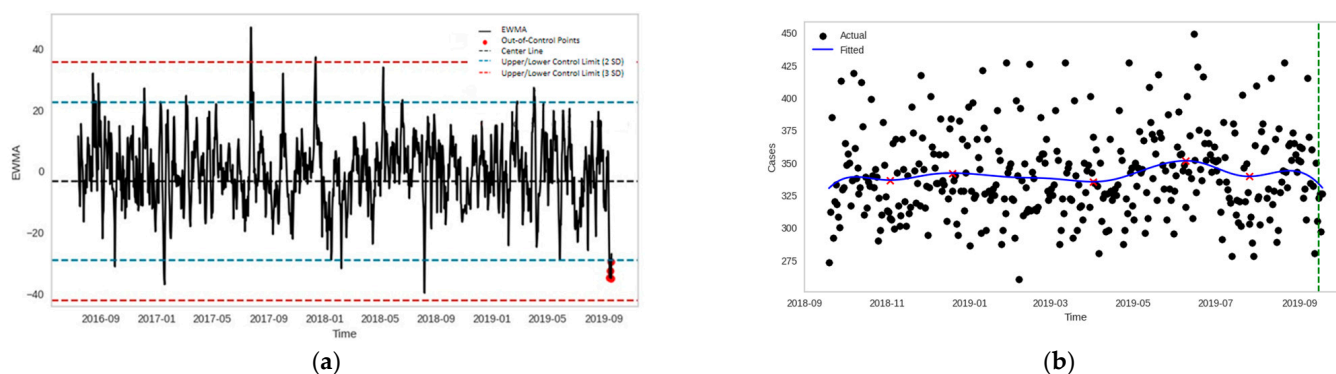 EWMA
Out-of-Control Points
Center Line
Upper/Lower Control Limit (2 SD)
Upper/Lower Control Limit (3 SD)
40
20
0
−20
−40
EWMA
2016-09 2017-01 2017-05 2017-09 2018-01 2018-05 2018-09 2019-01 2019-05 2019-09
Time
(a)
Actual
Fitted
450
425
400
375
350
325
300
275
Cases
2018-09 2018-11 2019-01 2019-03 2019-05 2019-07 2019-09
Time
(b)